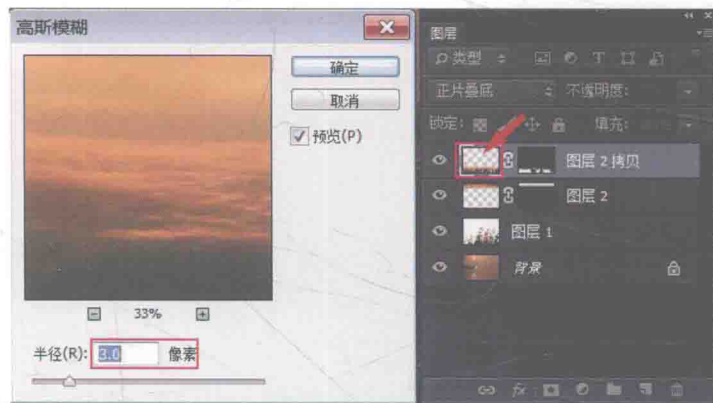 高斯模糊
确定
取消
预览(P)
33%
半径(R): 3.0 像素
图层
类型
正片叠底 不透明度:
锁定: 填充:
图层 2 拷贝
图层 2
图层 1
背景
fx